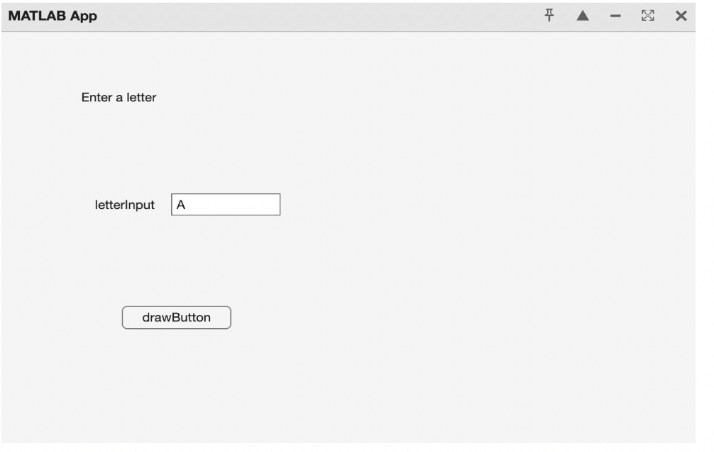 MATLAB App
Enter a letter
letterInput A
drawButton